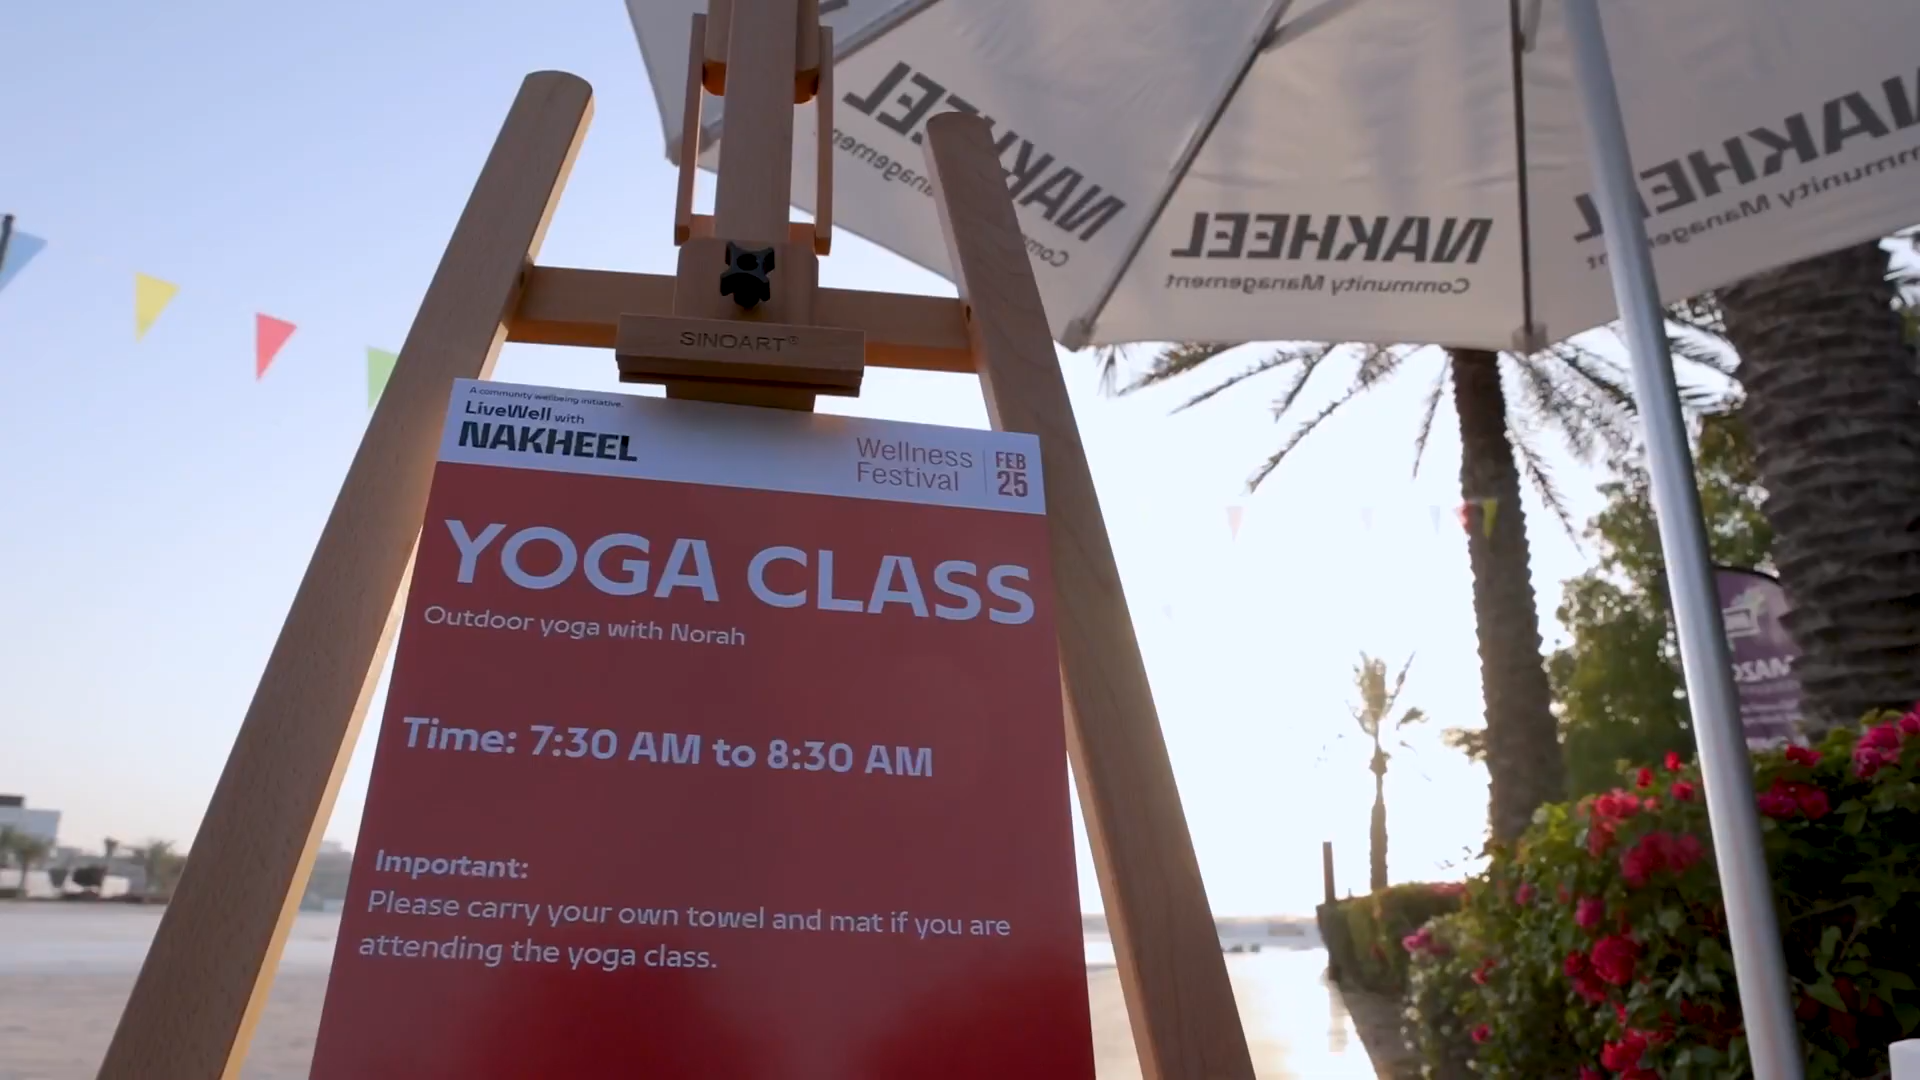 NAKHEEL
Community Management
NAKHEEL
Community Management
NAKHEEL
SINOART®
A community wellbeing initiative.
LiveWell with
NAKHEEL
Wellness
Festival
FEB
25
YOGA CLASS
Outdoor yoga with Norah
Time: 7:30 AM to 8:30 AM
Important:
Please carry your own towel and mat if you are
attending the yoga class.